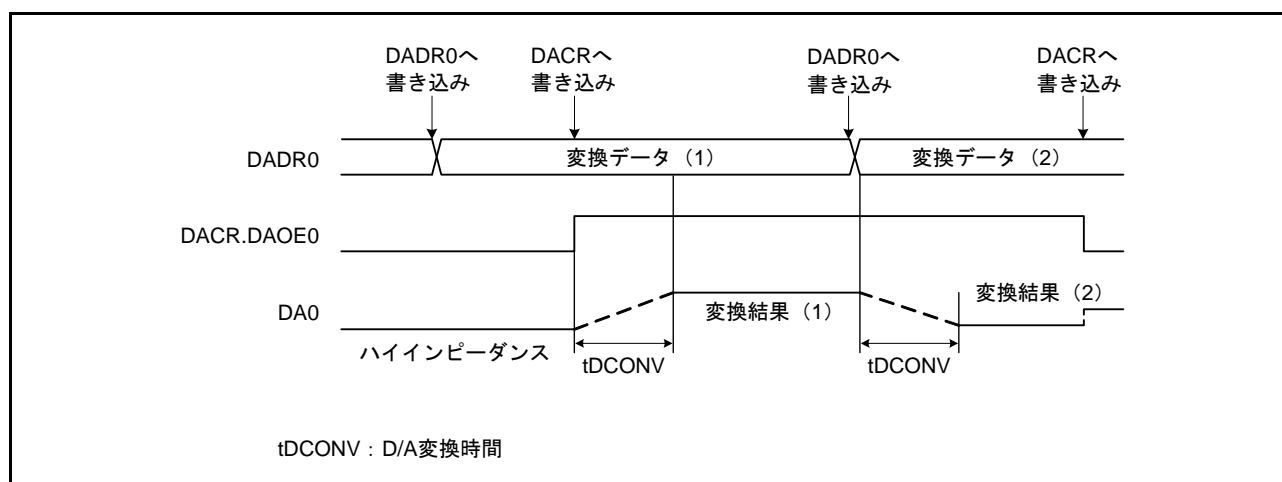 DADR0へ
書き込み
DACRへ
書き込み
DADR0へ
書き込み
DACRへ
書き込み
DADR0
変換データ（1）
変換データ（2）
DACR.DAOE0
DA0
変換結果（1）
変換結果（2）
ハイインピーダンス
tDCONV
tDCONV
tDCONV：D/A変換時間